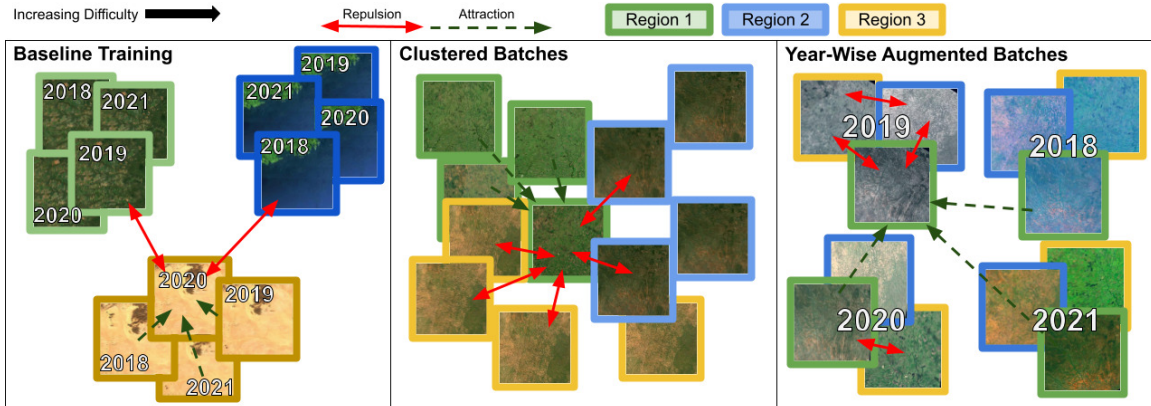 Increasing Difficulty
Repulsion
Attraction
Region 1
Region 2
Region 3
Baseline Training
2018
2021
2019
2020
2019
2021
2020
2018
2020
2019
2018
2021
Clustered Batches
Year-Wise Augmented Batches
2019
2018
2020
2021